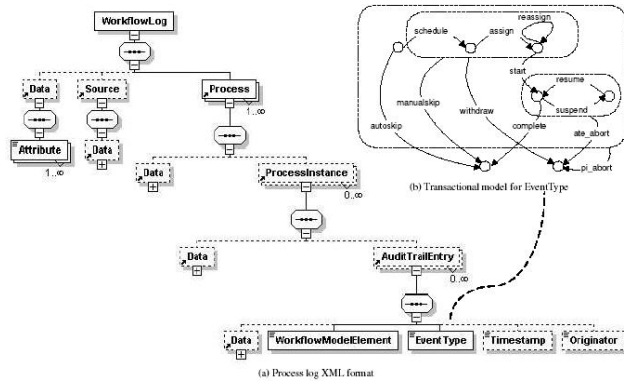 WorkflowLog
Data
Source
Process
1..∞
Attribute
1..∞
Data
Data
ProcessInstance
0..∞
Data
AuditTrailEntry
0..∞
Data
WorkflowModelElement
EventType
Timestamp
Originator
(a) Process log XML format
reassign
schedule
assign
start
resume
suspend
manualskip
withdraw
autoskip
complete
ate_abort
pi_abort
(b) Transactional model for EventType